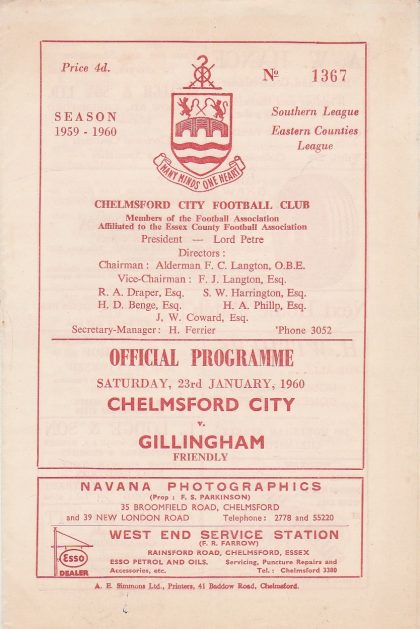 Price 4d.
No 1367
SEASON
1959 - 1960
Southern League
Eastern Counties
League
MANY MINDS ONE HEART
CHELMSFORD CITY FOOTBALL CLUB
Members of the Football Association
Affiliated to the Essex County Football Association
President — Lord Petre
Directors :
Chairman : Alderman F. C. Langton, O.B.E.
Vice-Chairman : F. J. Langton, Esq.
R. A. Draper, Esq. S. W. Harrington, Esq.
H. D. Benge, Esq. H. A. Philip, Esq.
J. W. Coward, Esq.
Secretary-Manager : H. Ferrier 'Phone 3052
OFFICIAL PROGRAMME
SATURDAY, 23rd JANUARY, 1960
CHELMSFORD CITY
v.
GILLINGHAM
FRIENDLY
NAVANA PHOTOGRAPHICS
(Prop : F. S. PARKINSON)
35 BROOMFIELD ROAD, CHELMSFORD
and 39 NEW LONDON ROAD Telephone : 2778 and 55220
WEST END SERVICE STATION
(F. R. FARROW)
RAINSFORD ROAD, CHELMSFORD, ESSEX
ESSO PETROL AND OILS. Servicing, Puncture Repairs and
Accessories, etc. Tel. : Chelmsford 3380
Esso
DEALER
A. E. Simmons Ltd., Printers, 41 Baddow Road, Chelmsford.